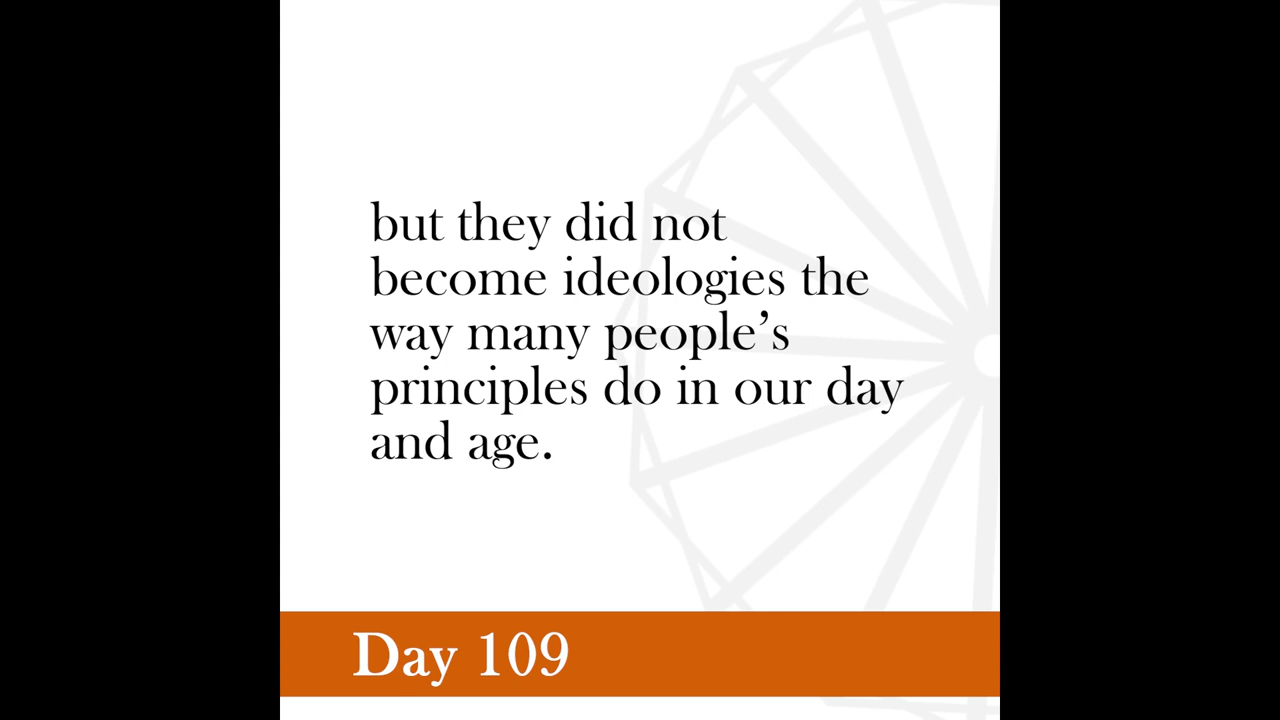 but they did not
become ideologies the
way many people’s
principles do in our day
and age.
Day 109